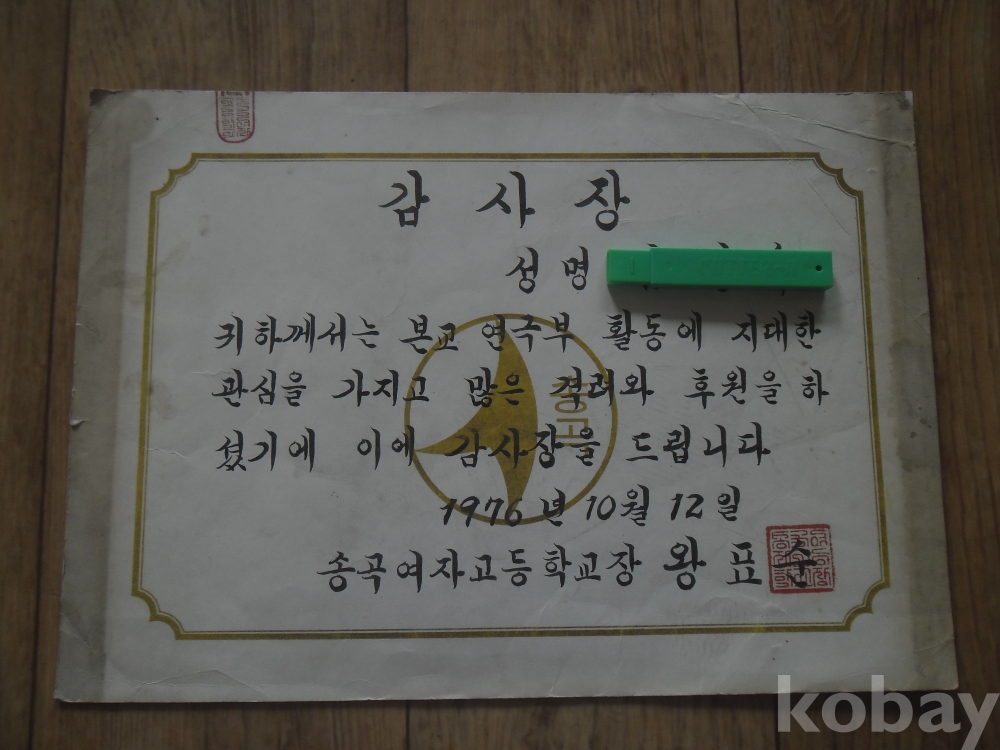 감사장
성명
귀하께서는 본교 연극부 활동에 지대한
관심을 가지고 많은 격려와 후원을 하
셨기에 이에 감사장을 드립니다
송곡
1976년 10월 12일
송곡여자고등학교장 왕표순
kobay